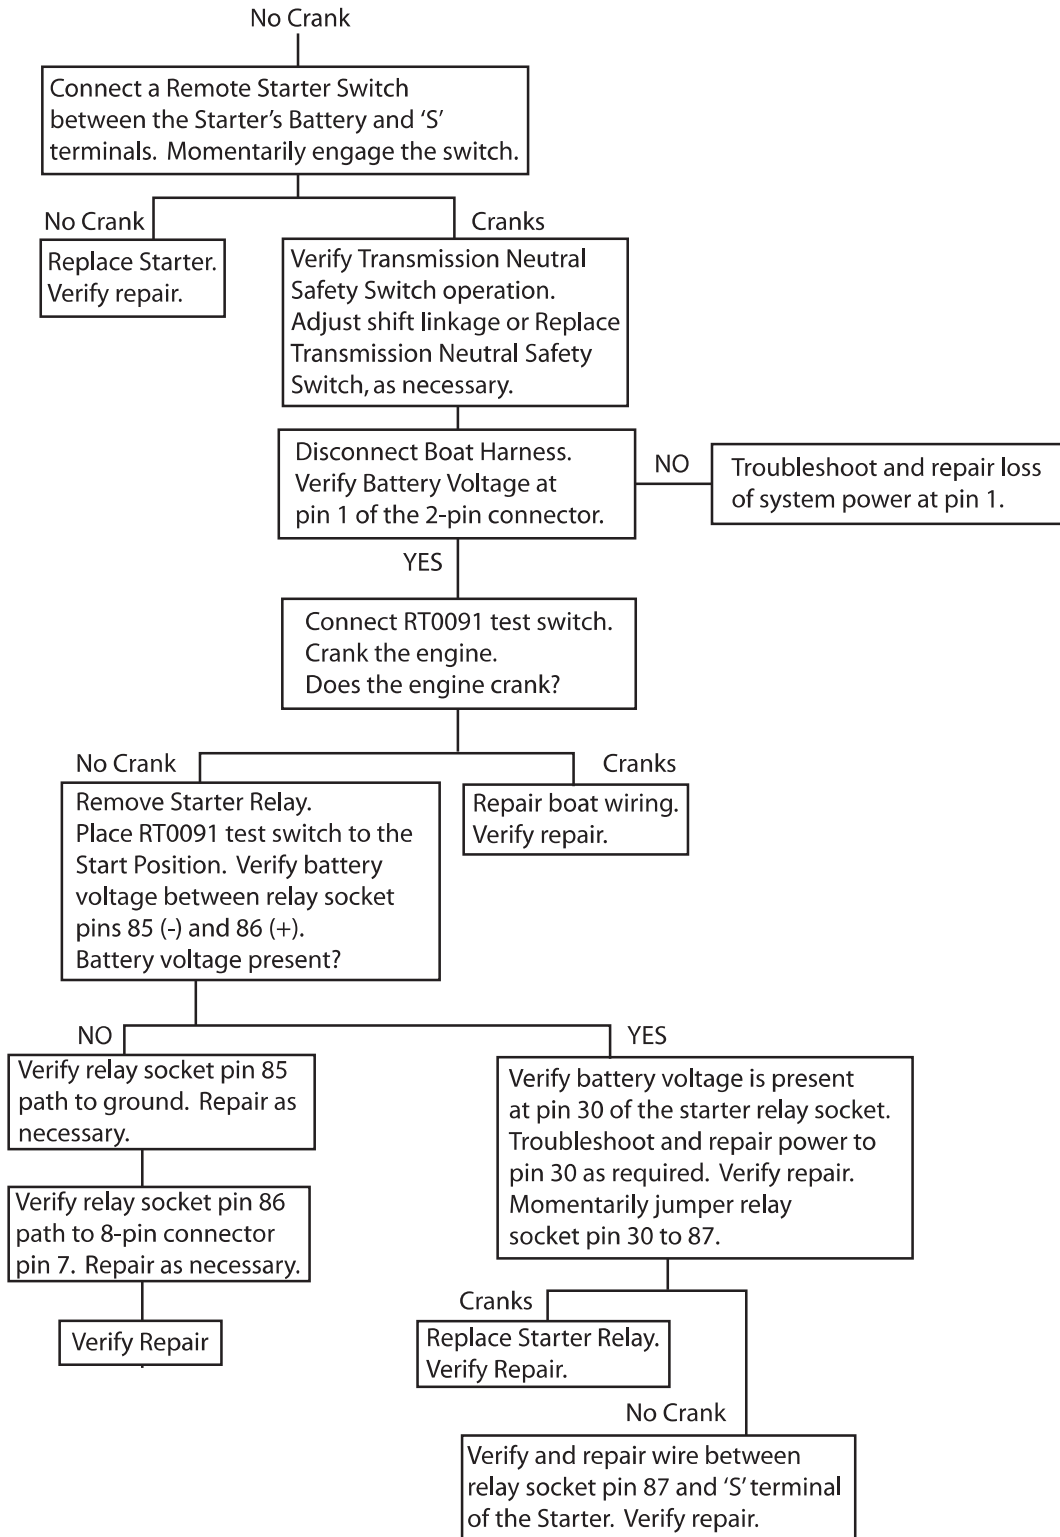 No Crank
Connect a Remote Starter Switch
between the Starter's Battery and ‘S’
terminals. Momentarily engage the switch.
No Crank
Replace Starter.
Verify repair.
Cranks
Verify Transmission Neutral
Safety Switch operation.
Adjust shift linkage or Replace
Transmission Neutral Safety
Switch, as necessary.
Disconnect Boat Harness.
Verify Battery Voltage at
pin 1 of the 2-pin connector.
NO
Troubleshoot and repair loss
of system power at pin 1.
YES
Connect RT0091 test switch.
Crank the engine.
Does the engine crank?
No Crank
Remove Starter Relay.
Place RT0091 test switch to the
Start Position. Verify battery
voltage between relay socket
pins 85 (-) and 86 (+).
Battery voltage present?
Cranks
Repair boat wiring.
Verify repair.
NO
Verify relay socket pin 85
path to ground. Repair as
necessary.
Verify relay socket pin 86
path to 8-pin connector
pin 7. Repair as necessary.
Verify Repair
YES
Verify battery voltage is present
at pin 30 of the starter relay socket.
Troubleshoot and repair power to
pin 30 as required. Verify repair.
Momentarily jumper relay
socket pin 30 to 87.
Cranks
Replace Starter Relay.
Verify Repair.
No Crank
Verify and repair wire between
relay socket pin 87 and ‘S’ terminal
of the Starter. Verify repair.